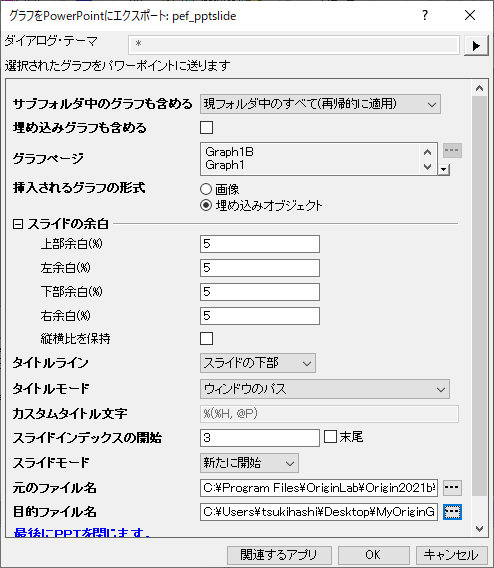 グラフをPowerPointにエクスポート: pef_pptslide
ダイアログ・テーマ *
選択されたグラフをパワーポイントに送ります
サブフォルダ中のグラフも含める 現フォルダ中のすべて(再帰的に適用)
埋め込みグラフも含める
グラフページ Graph1B
Graph1
挿入されるグラフの形式 画像
埋め込みオブジェクト
スライドの余白
上部余白(%) 5
左余白(%) 5
下部余白(%) 5
右余白(%) 5
縦横比を保持
タイトルライン スライドの下部
タイトルモード ウィンドウのパス
カスタムタイトル文字 %(%H, @P)
スライドインデックスの開始 3 末尾
スライドモード 新たに開始
元のファイル名 C:¥Program Files¥OriginLab¥Origin2021b¥
目的ファイル名 C:¥Users¥tsukihashi¥Desktop¥MyOriginG
最後にPPTを閉じます。
関連するアプリ OK キャンセル